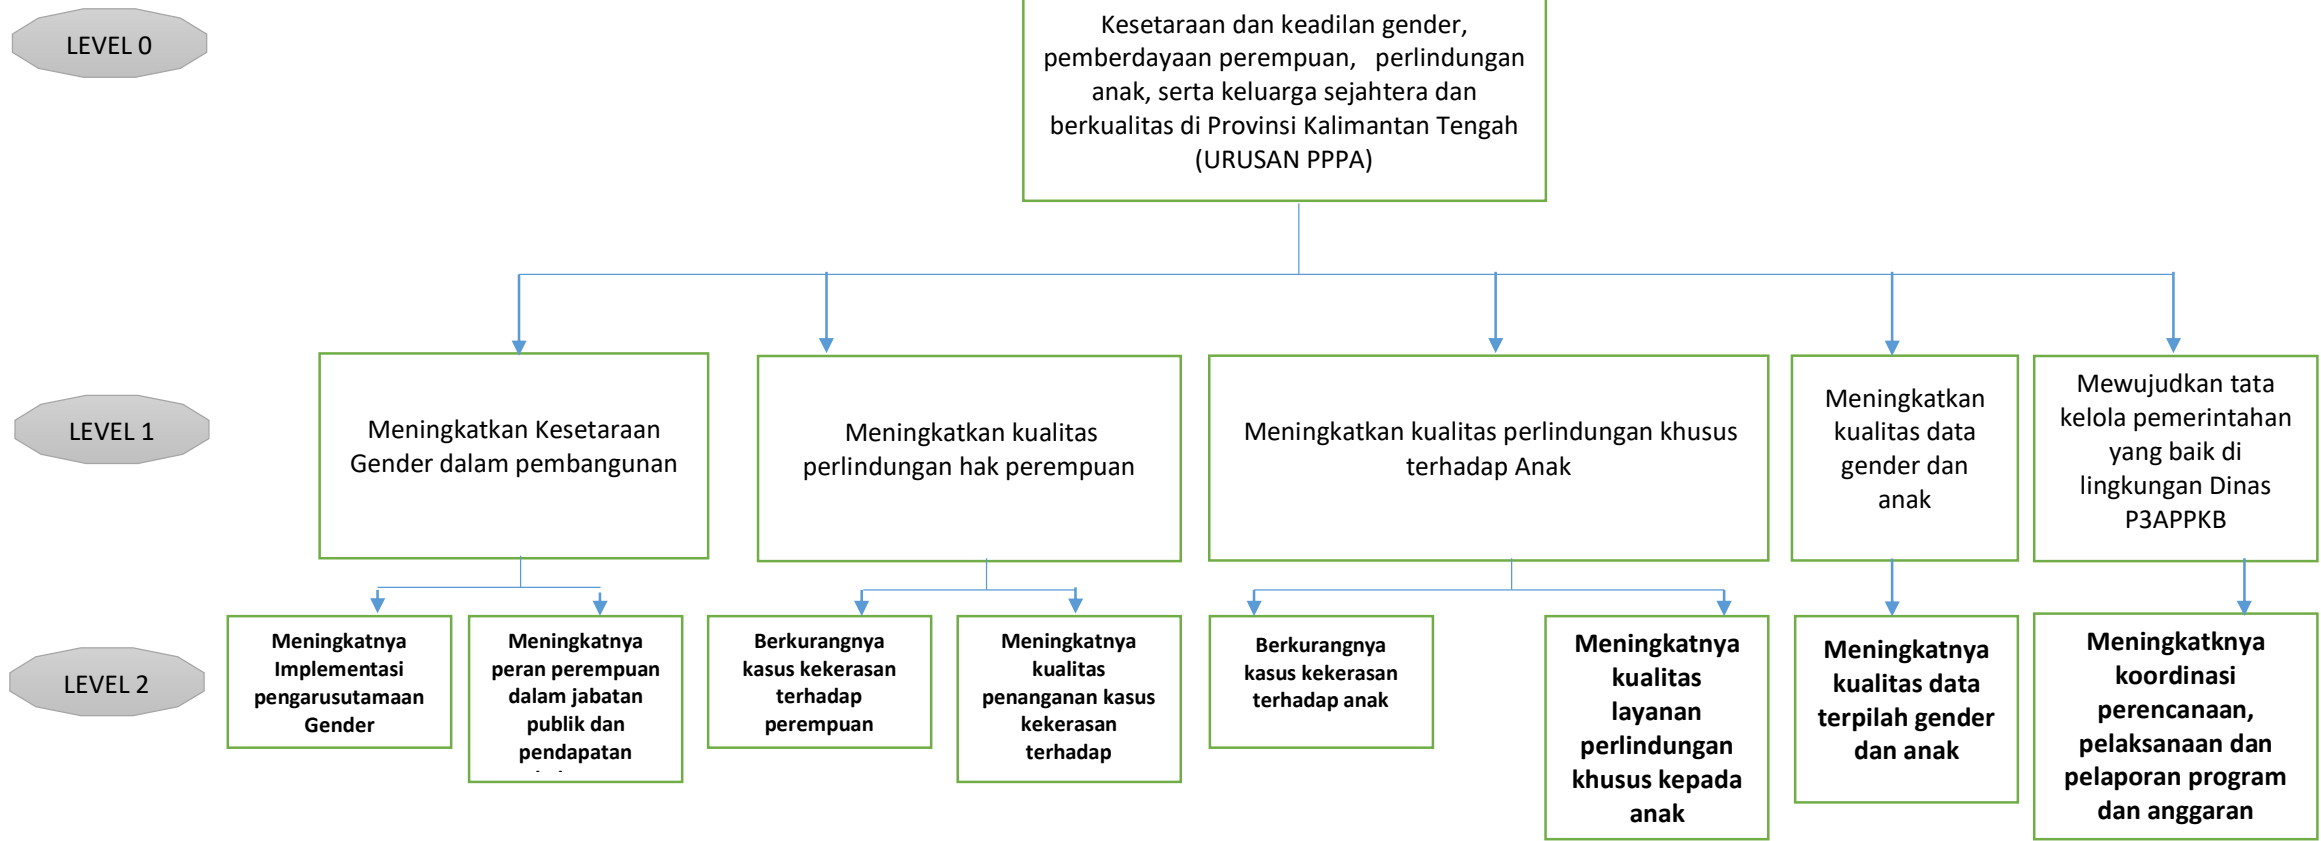 LEVEL 0
Kesetaraan dan keadilan gender,
pemberdayaan perempuan, perlindungan
anak, serta keluarga sejahtera dan
berkualitas di Provinsi Kalimantan Tengah
(URUSAN PPPA)
LEVEL 1
Meningkatkan Kesetaraan
Gender dalam pembangunan
Meningkatkan kualitas
perlindungan hak perempuan
Meningkatkan kualitas perlindungan khusus
terhadap Anak
Meningkatkan
kualitas data
gender dan
anak
Mewujudkan tata
kelola pemerintahan
yang baik di
lingkungan Dinas
P3APPKB
LEVEL 2
Meningkatnya
Implementasi
pengarusutamaan
Gender
Meningkatnya
peran perempuan
dalam jabatan
publik dan
pendapatan
Berkurangnya
kasus kekerasan
terhadap
perempuan
Meningkatnya
kualitas
penanganan kasus
kekerasan
terhadap
Berkurangnya
kasus kekerasan
terhadap anak
Meningkatnya
kualitas
layanan
perlindungan
khusus kepada
anak
Meningkatnya
kualitas data
terpilah gender
dan anak
Meningkatknya
koordinasi
perencanaan,
pelaksanaan dan
pelaporan program
dan anggaran